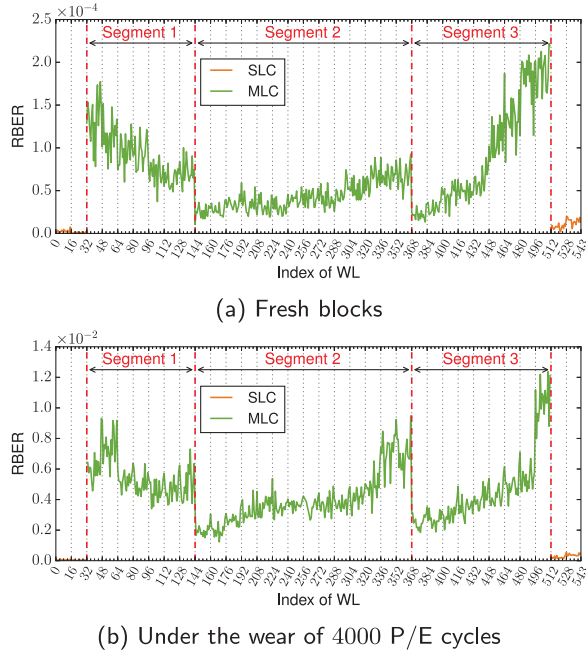 ×10⁻⁴
2.5
Segment 1 Segment 2 Segment 3
2.0
SLC
MLC
1.5
RBER
1.0
0.5
0.0
0 16 32 48 64 80 96 112 128 144 160 176 192 208 224 240 256 272 288 304 320 336 352 368 384 400 416 432 448 464 480 496 512 528 543
Index of WL
(a) Fresh blocks
×10⁻²
1.4
Segment 1 Segment 2 Segment 3
1.2
SLC
MLC
1.0
0.8
RBER
0.6
0.4
0.2
0.0
0 16 32 48 64 80 96 112 128 144 160 176 192 208 224 240 256 272 288 304 320 336 352 368 384 400 416 432 448 464 480 496 512 528 543
Index of WL
(b) Under the wear of 4000 P/E cycles